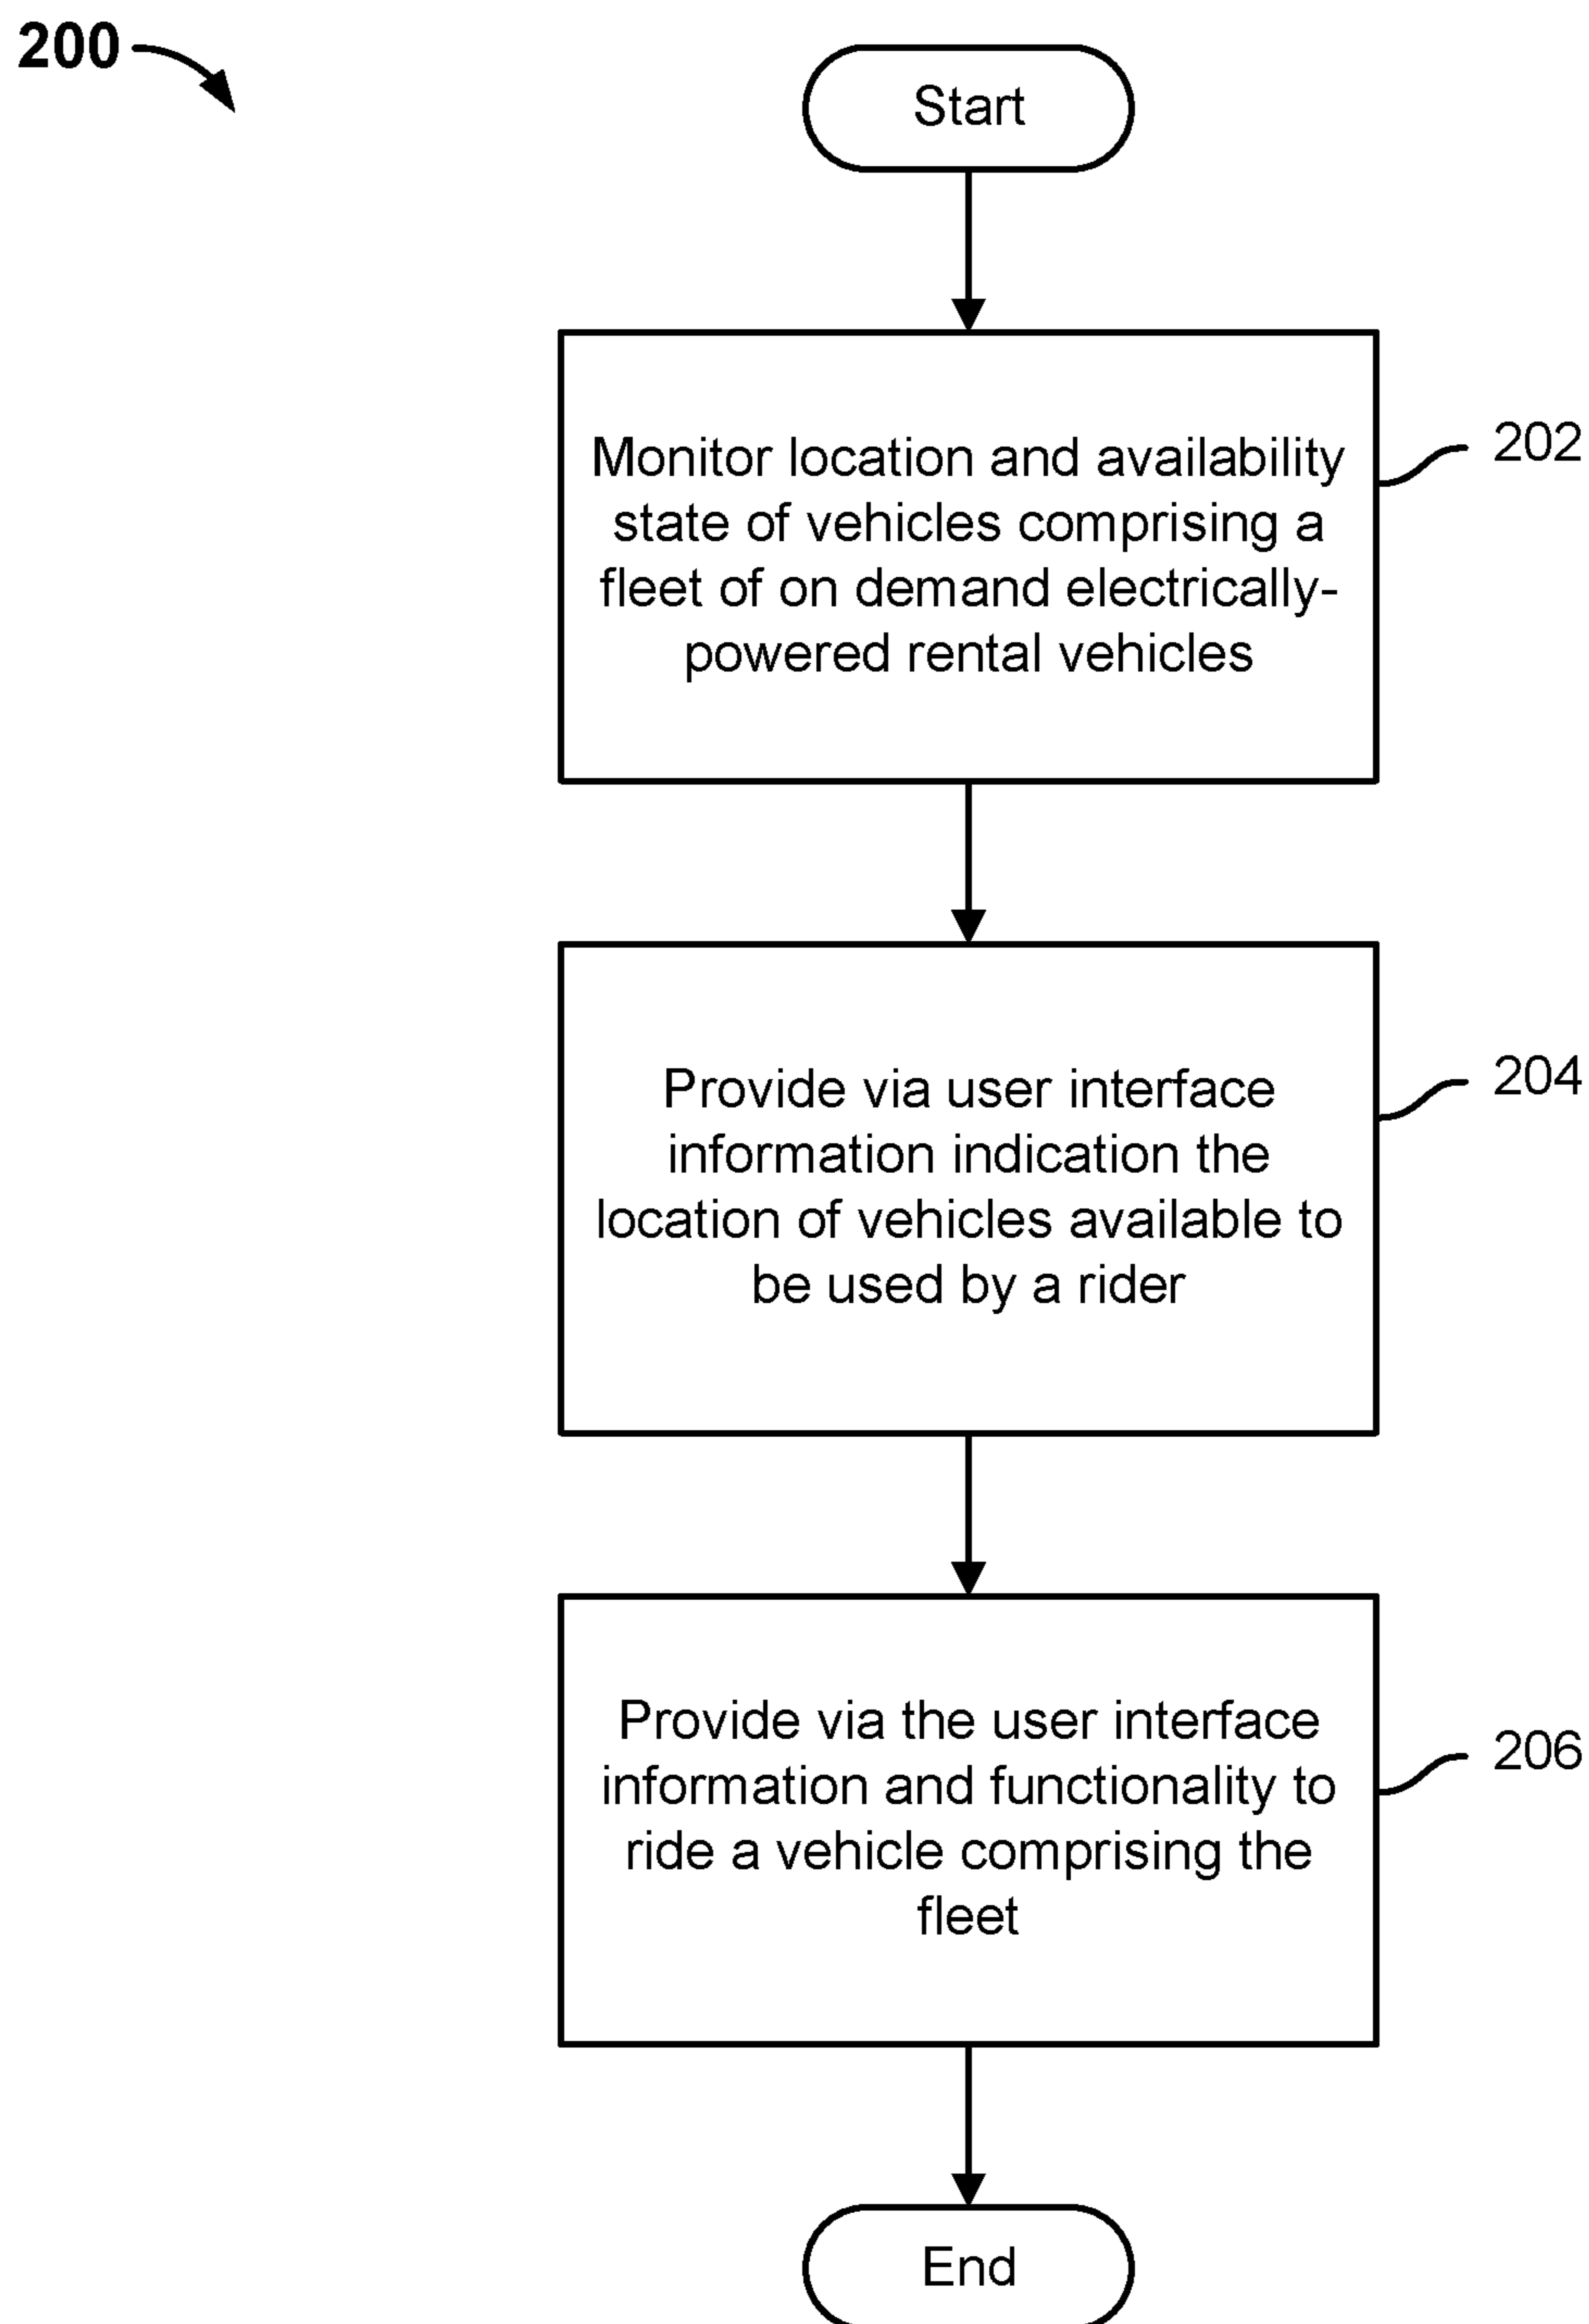 200
Start
Monitor location and availability
state of vehicles comprising a
fleet of on demand electrically-
powered rental vehicles
202
Provide via user interface
information indication the
location of vehicles available to
be used by a rider
204
Provide via the user interface
information and functionality to
ride a vehicle comprising the
fleet
206
End